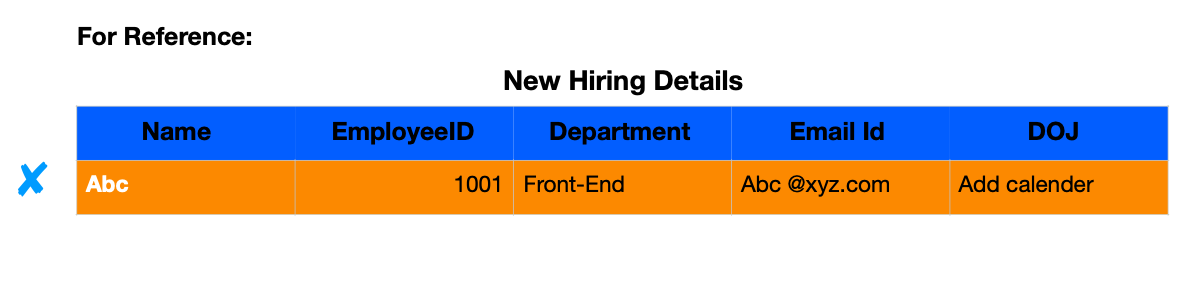 For Reference:
New Hiring Details
Name EmployeeID Department Email Id DOJ
Abc 1001 Front-End Abc @xyz.com Add calender